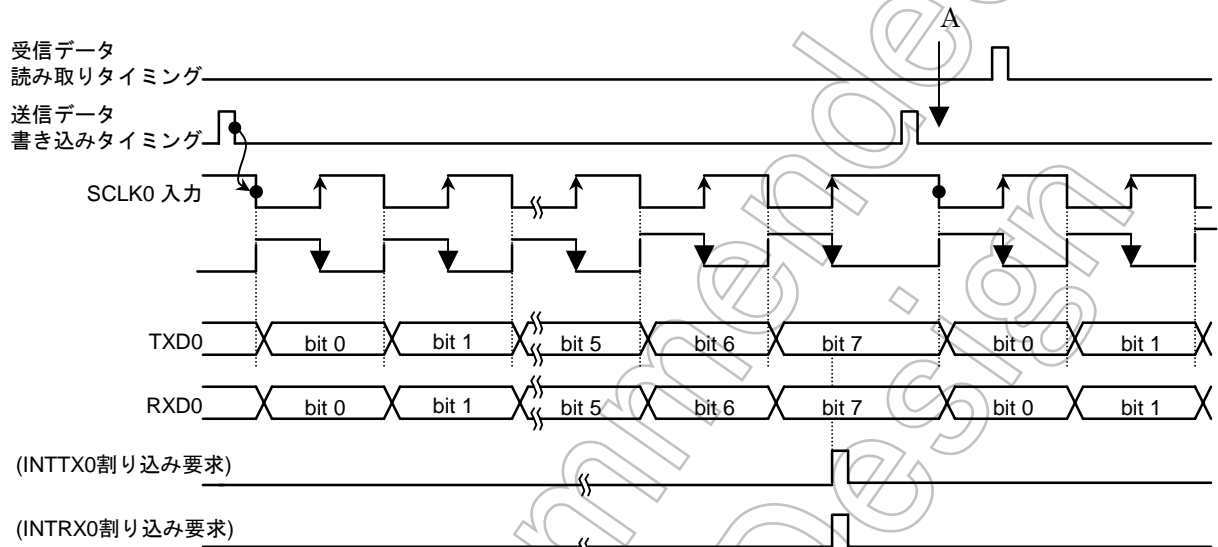 A
受信データ
読み取りタイミング
送信データ
書き込みタイミング
SCLK0 入力
TXD0 bit 0 bit 1 bit 5 bit 6 bit 7 bit 0 bit 1
RXD0 bit 0 bit 1 bit 5 bit 6 bit 7 bit 0 bit 1
(INTTX0割り込み要求)
(INTRX0割り込み要求)